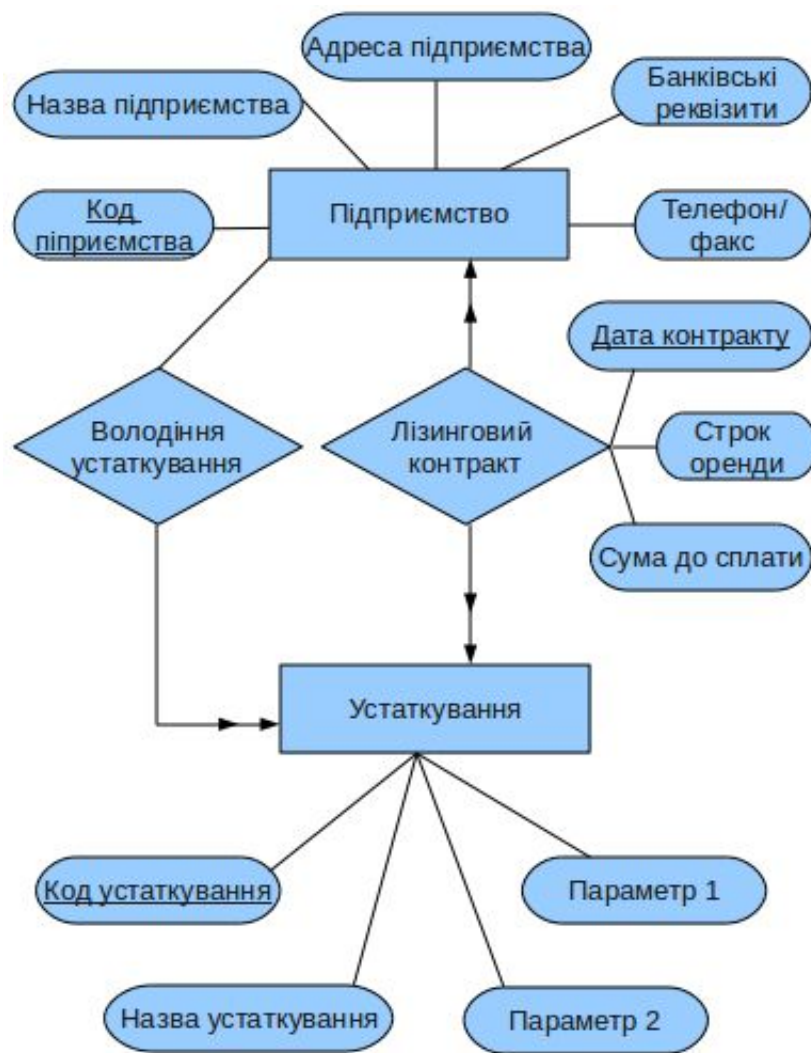 Адреса підприємства
Назва підприємства
Банківські
реквізити
Код
піприємства
Підприємство
Телефон/
факс
Дата контракту
Володіння
устаткування
Лізинговий
контракт
Строк
оренди
Сума до сплати
Устаткування
Код устаткування
Параметр 1
Назва устаткування
Параметр 2